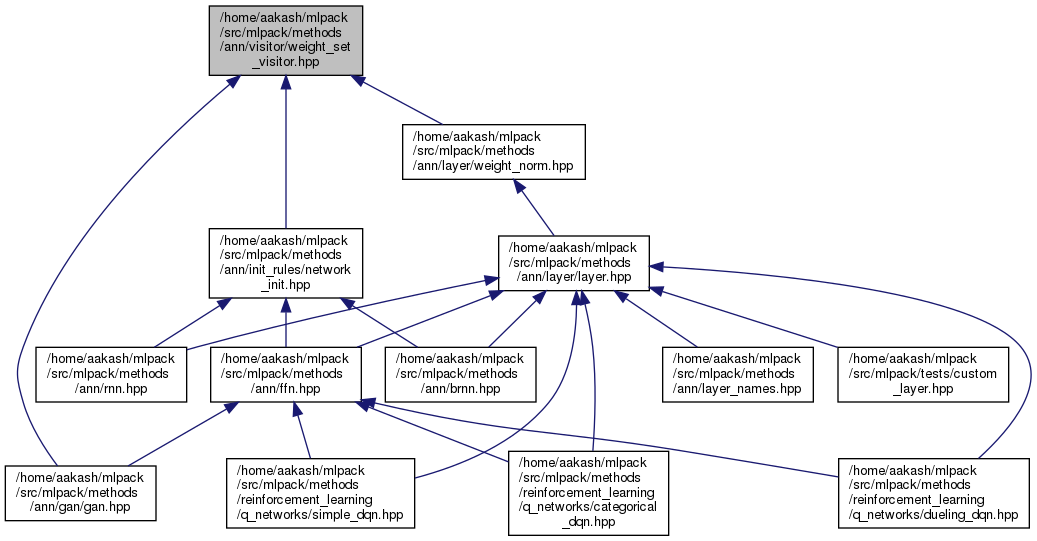 /home/aakash/mlpack
/src/mlpack/methods
/ann/visitor/weight_set
_visitor.hpp
/home/aakash/mlpack
/src/mlpack/methods
/ann/layer/weight_norm.hpp
/home/aakash/mlpack
/src/mlpack/methods
/ann/init_rules/network
_init.hpp
/home/aakash/mlpack
/src/mlpack/methods
/ann/layer/layer.hpp
/home/aakash/mlpack
/src/mlpack/methods
/ann/rnn.hpp
/home/aakash/mlpack
/src/mlpack/methods
/ann/ffn.hpp
/home/aakash/mlpack
/src/mlpack/methods
/ann/brnn.hpp
/home/aakash/mlpack
/src/mlpack/methods
/ann/layer_names.hpp
/home/aakash/mlpack
/src/mlpack/tests/custom
_layer.hpp
/home/aakash/mlpack
/src/mlpack/methods
/ann/gan/gan.hpp
/home/aakash/mlpack
/src/mlpack/methods
/reinforcement_learning
/q_networks/simple_dqn.hpp
/home/aakash/mlpack
/src/mlpack/methods
/reinforcement_learning
/q_networks/categorical
_dqn.hpp
/home/aakash/mlpack
/src/mlpack/methods
/reinforcement_learning
/q_networks/dueling_dqn.hpp